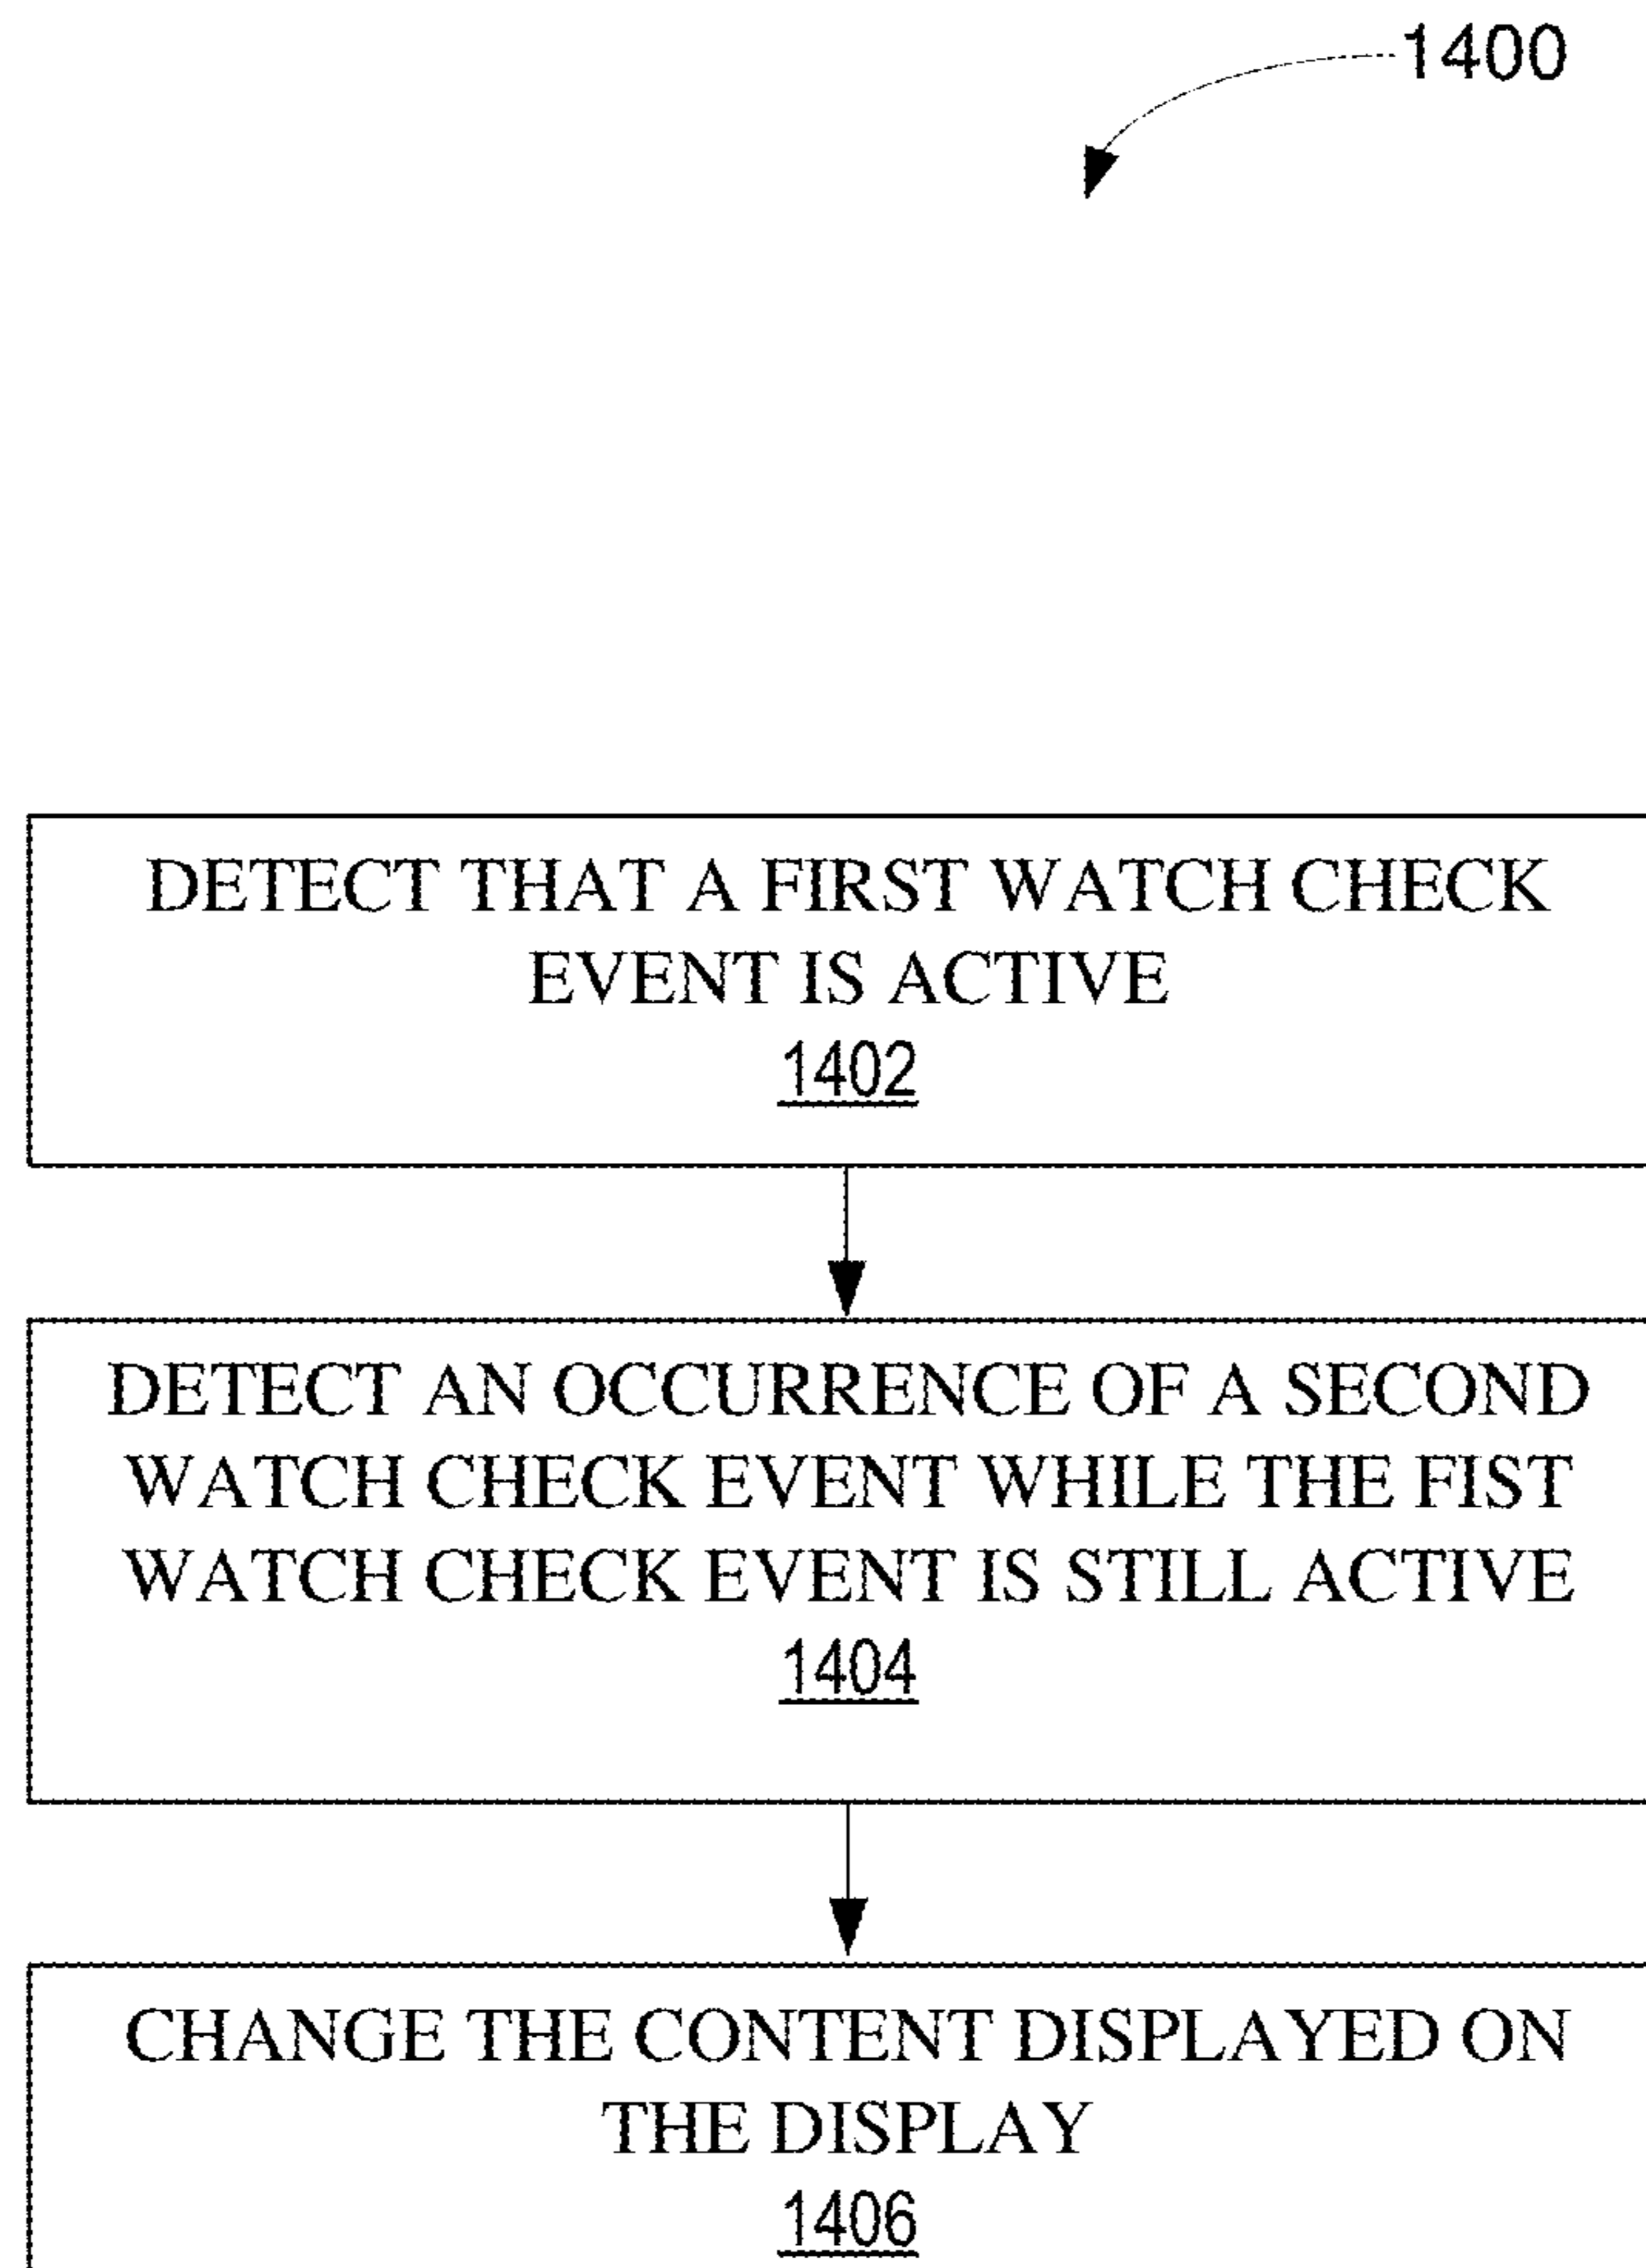 1400
DETECT THAT A FIRST WATCH CHECK
EVENT IS ACTIVE
1402
DETECT AN OCCURRENCE OF A SECOND
WATCH CHECK EVENT WHILE THE FIST
WATCH CHECK EVENT IS STILL ACTIVE
1404
CHANGE THE CONTENT DISPLAYED ON
THE DISPLAY
1406